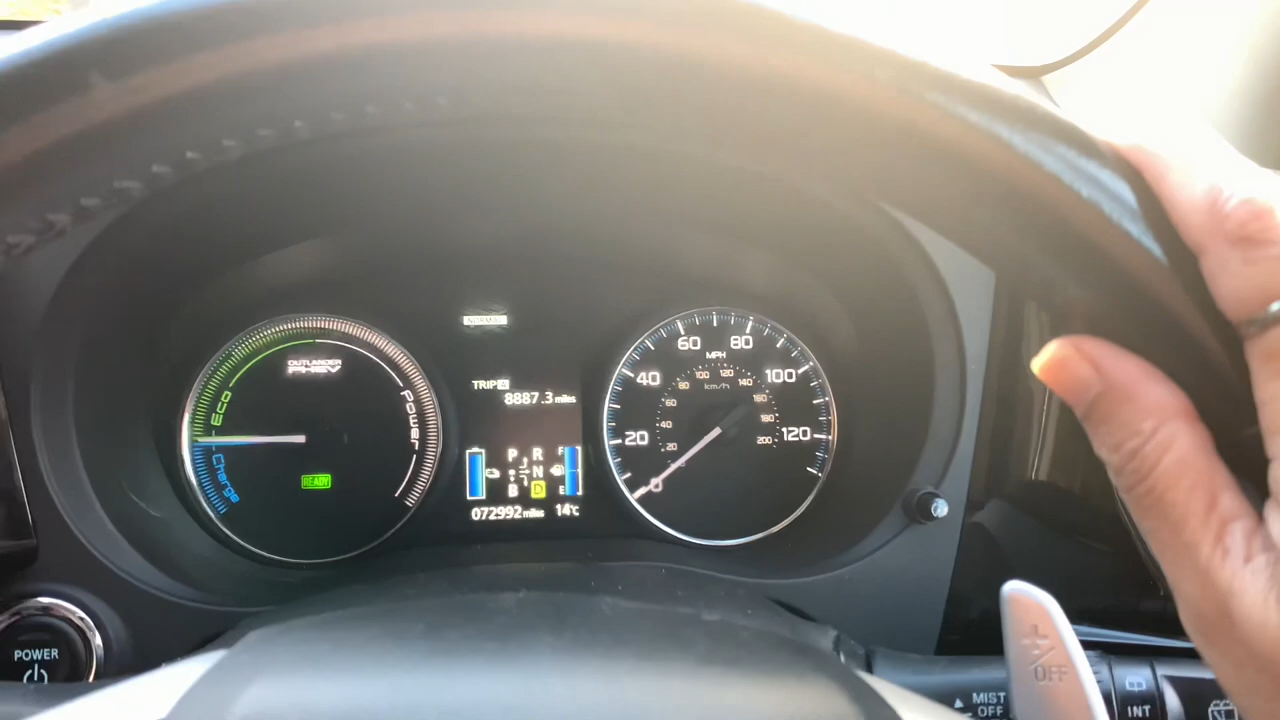 OUTLANDER
PHEV
Eco
Power
Charge
READY
NORMAL
TRIP
8887.3 miles
P R
N
B D
F
E
072992 miles 14°C
0
20
40
60
80
100
120
MPH
km/h
20
40
60
80
100
120
140
160
180
200
POWER
+/OFF
MIST
OFF
INT